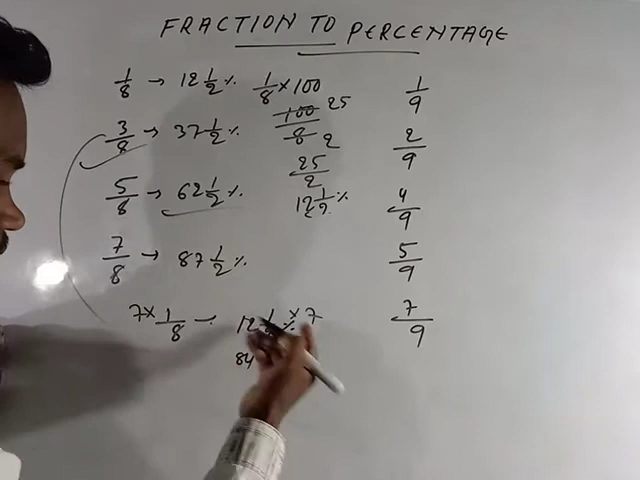 FRACTION TO PERCENTAGE
1/8 → 12 1/2 %
3/8 → 37 1/2 %
5/8 → 62 1/2 %
7/8 → 87 1/2 %
7 × 1/8 — 12 1/2 % × 7
84
1/8 × 100
100/8 25 2
25/2
12 1/2 %
1/9
2/9
4/9
5/9
7/9